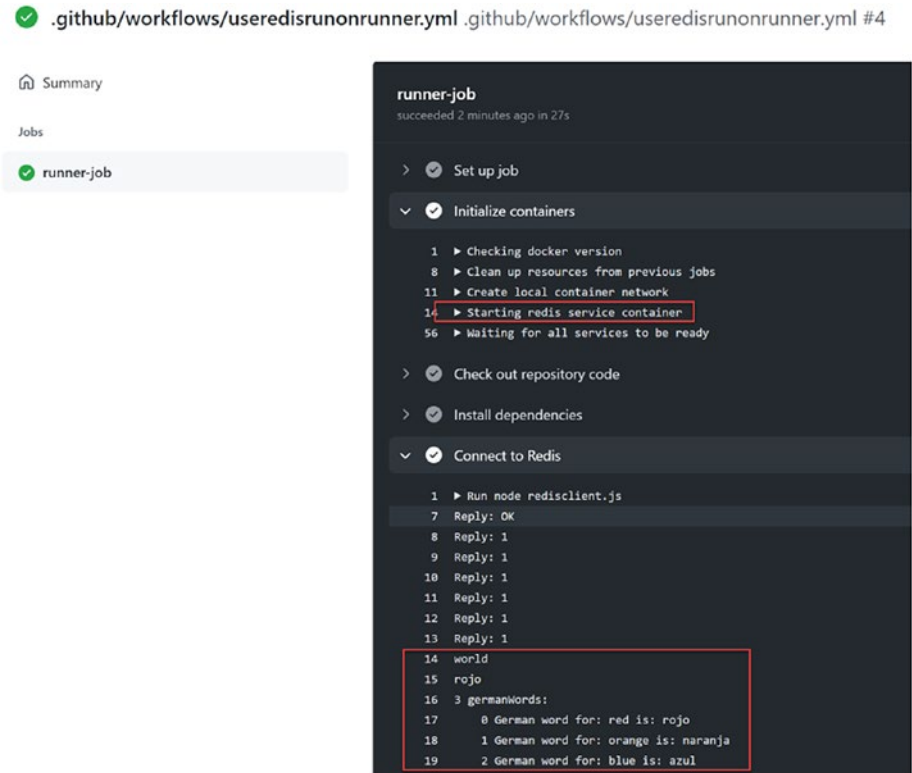 .github/workflows/useredisrunonrunner.yml .github/workflows/useredisrunonrunner.yml #4
Summary
Jobs
runner-job
runner-job
succeeded 2 minutes ago in 27s
Set up job
Initialize containers
1 Checking docker version
8 Clean up resources from previous jobs
11 Create local container network
14 Starting redis service container
56 Waiting for all services to be ready
Check out repository code
Install dependencies
Connect to Redis
1 Run node redisclient.js
7 Reply: OK
8 Reply: 1
9 Reply: 1
10 Reply: 1
11 Reply: 1
12 Reply: 1
13 Reply: 1
14 world
15 rojo
16 3 germanWords:
17 0 German word for: red is: rojo
18 1 German word for: orange is: naranja
19 2 German word for: blue is: azul